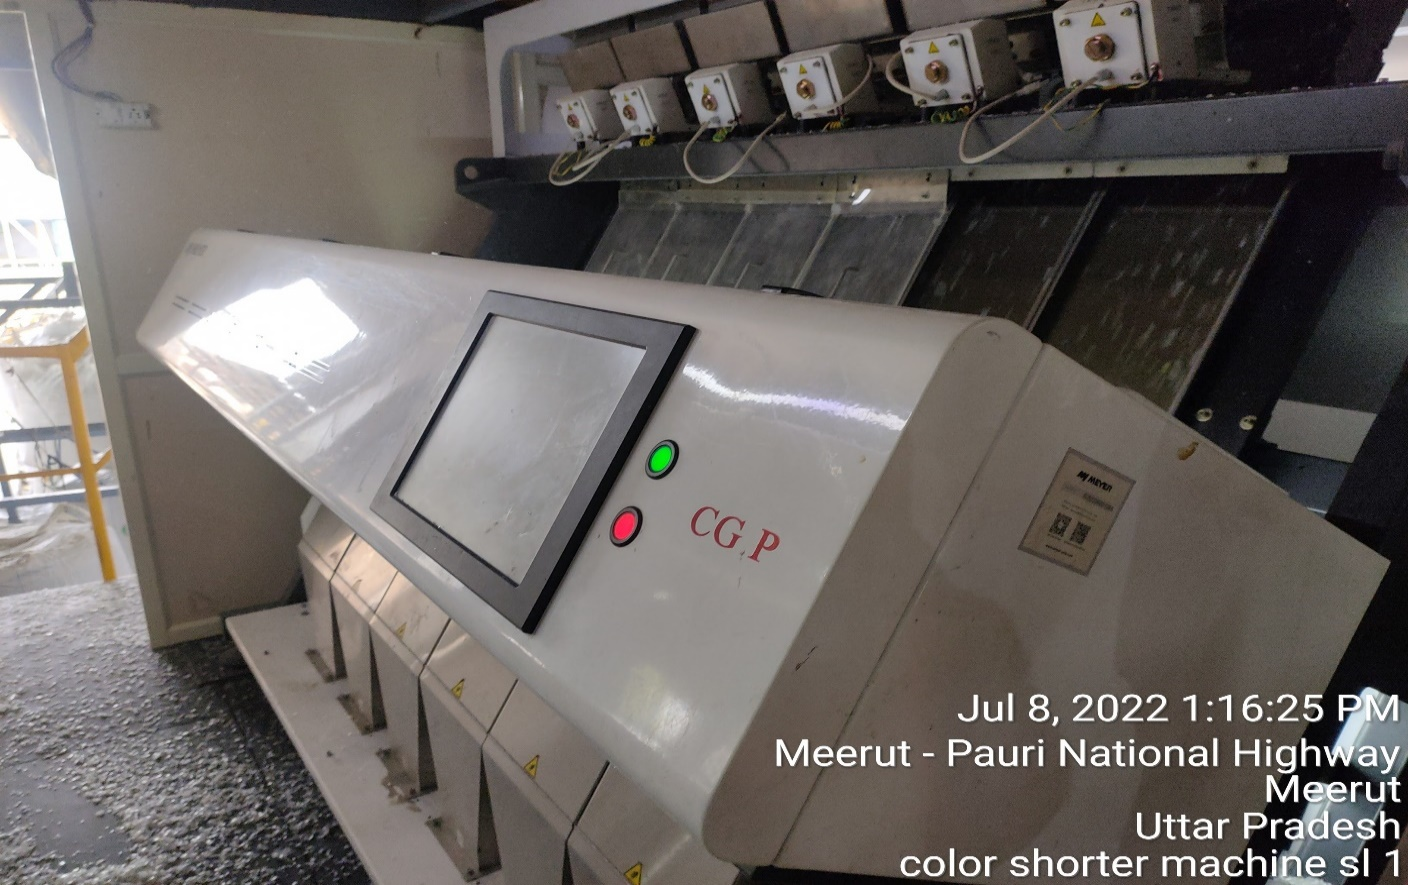 CG.P
MEYER
Jul 8, 2022 1:16:25 PM
Meerut - Pauri National Highway
Meerut
Uttar Pradesh
color shorter machine sl 1